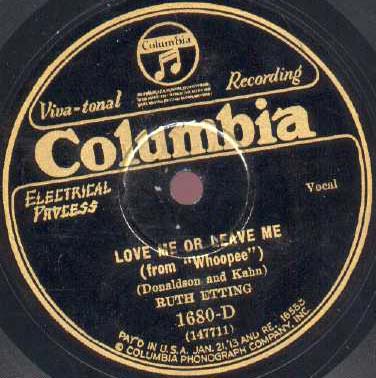 Columbia
Viva-tonal Recording
Columbia
ELECTRICAL
PROCESS
Vocal
LOVE ME OR LEAVE ME
(from "Whoopee")
(Donaldson and Kahn)
RUTH ETTING
1680-D
(147711)
PAT'D IN U.S.A. JAN. 21,'13 AND RE. 16588
© COLUMBIA PHONOGRAPH COMPANY, INC.